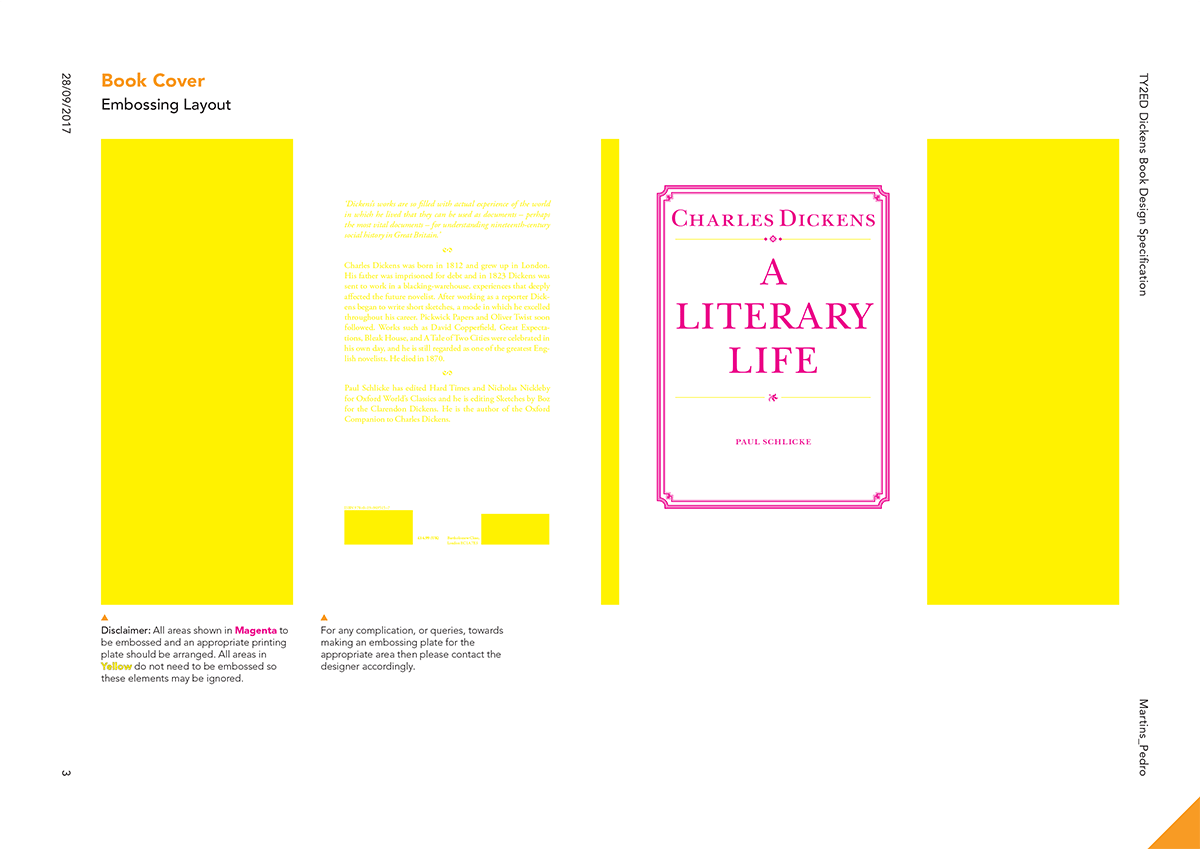 28/09/2017
Book Cover
Embossing Layout
TY2ED Dickens Book Design Specification
'Dickens's works are so filled with actual experience of the world
in which he lived that they can be used as documents – perhaps
the most vital documents – for understanding nineteenth-century
social history in Great Britain.'
Charles Dickens was born in 1812 and grew up in London.
His father was imprisoned for debt and in 1823 Dickens was
sent to work in a blacking-warehouse, experiences that deeply
affected the future novelist. After working as a reporter Dick-
ens began to write short sketches, a mode in which he excelled
throughout his career. Pickwick Papers and Oliver Twist soon
followed. Works such as David Copperfield, Great Expecta-
tions, Bleak House, and A Tale of Two Cities were celebrated in
his own day, and he is still regarded as one of the greatest Eng-
lish novelists. He died in 1870.
Paul Schlicke has edited Hard Times and Nicholas Nickleby
for Oxford World's Classics and he is editing Sketches by Boz
for the Clarendon Dickens. He is the author of the Oxford
Companion to Charles Dickens.
CHARLES DICKENS
A
LITERARY
LIFE
PAUL SCHLICKE
Disclaimer: All areas shown in Magenta to
be embossed and an appropriate printing
plate should be arranged. All areas in
Yellow do not need to be embossed so
these elements may be ignored.
For any complication, or queries, towards
making an embossing plate for the
appropriate area then please contact the
designer accordingly.
3
Martins_Pedro